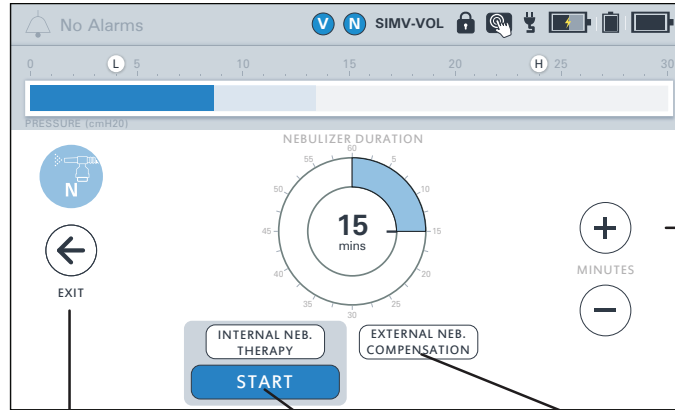 No Alarms
V N SIMV-VOL
0 L 5 10 15 20 H 25 30
PRESSURE (cmH20)
NEBULIZER DURATION
60
55 5
50 10
45 15
40 20
35 25
30
15
mins
N
EXIT
MINUTES
INTERNAL NEB.
THERAPY
EXTERNAL NEB.
COMPENSATION
START